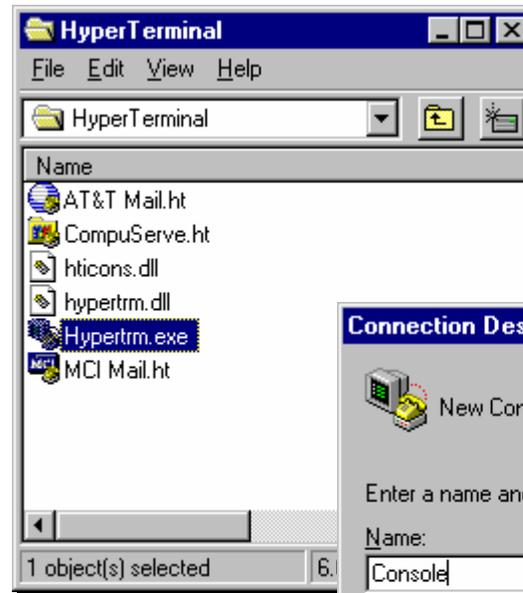 HyperTerminal
File Edit View Help
HyperTerminal
Name
AT&T Mail.ht
CompuServe.ht
hticons.dll
hypertrm.dll
Hypertrm.exe
MCI Mail.ht
1 object(s) selected
6.
Connection Des
New Con
Enter a name and
Name:
Console